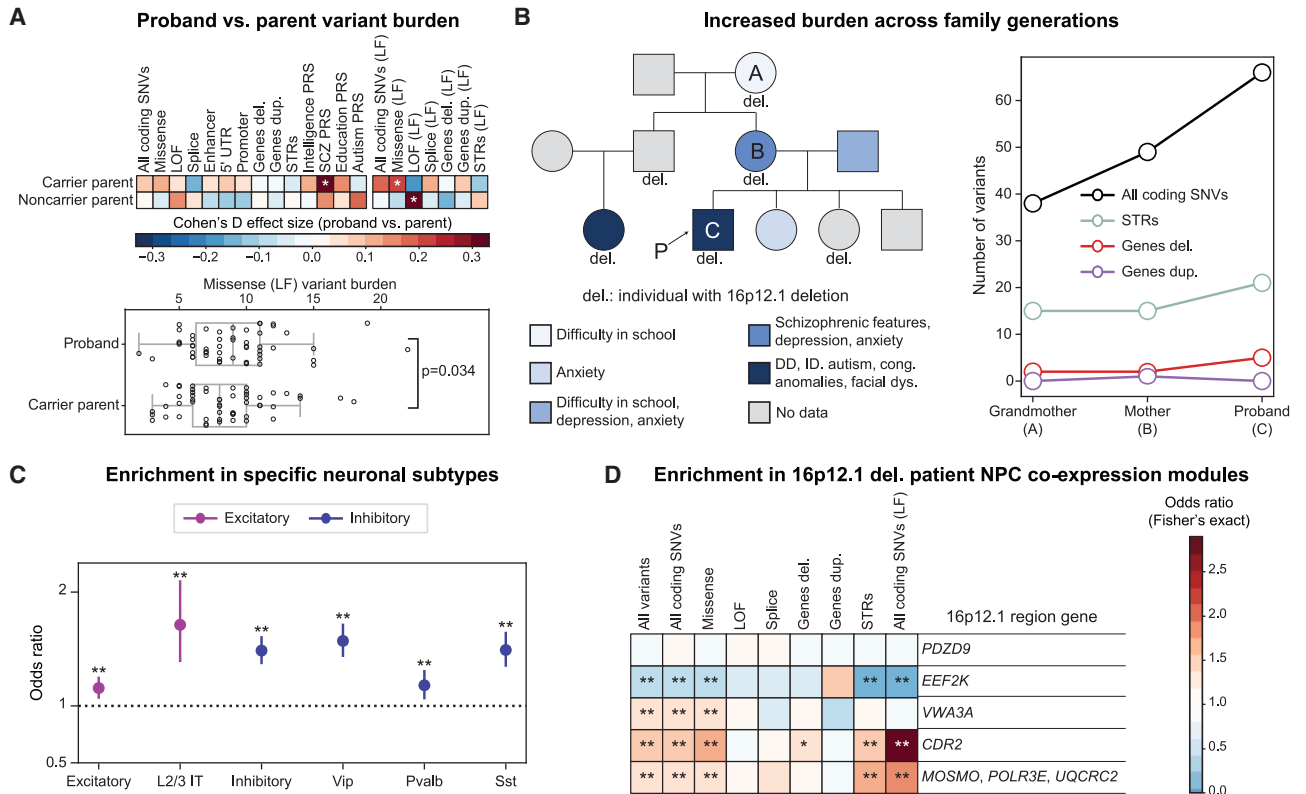 A
Proband vs. parent variant burden
All coding SNVs
Missense
LOF
Splice
Enhancer
5' UTR
Promoter
Genes del.
Genes dup.
STRs
Intelligence PRS
SCZ PRS
Education PRS
Autism PRS
All coding SNVs (LF)
Missense (LF)
LOF (LF)
Splice (LF)
Genes del. (LF)
Genes dup. (LF)
STRs (LF)
Carrier parent * *
Noncarrier parent *
Cohen's D effect size (proband vs. parent)
−0.3 −0.2 −0.1 0.0 0.1 0.2 0.3
Missense (LF) variant burden
5 10 15 20
Proband
Carrier parent
p=0.034
B
Increased burden across family generations
A
del.
B
del.
del.
C
P
del.
del.
del.
del.: individual with 16p12.1 deletion
Difficulty in school
Anxiety
Difficulty in school,
depression, anxiety
Schizophrenic features,
depression, anxiety
DD, ID. autism, cong.
anomalies, facial dys.
No data
Number of variants
60
50
40
30
20
10
0
All coding SNVs
STRs
Genes del.
Genes dup.
Grandmother
(A)
Mother
(B)
Proband
(C)
C
Enrichment in specific neuronal subtypes
Excitatory
Inhibitory
Odds ratio
2
1
0.5
** ** ** ** ** **
Excitatory L2/3 IT Inhibitory Vip Pvalb Sst
D
Enrichment in 16p12.1 del. patient NPC co-expression modules
All variants
All coding SNVs
Missense
LOF
Splice
Genes del.
Genes dup.
STRs
All coding SNVs (LF)
16p12.1 region gene
PDZD9
** ** ** ** ** EEF2K
** ** ** VWA3A
** ** ** * ** ** CDR2
** ** ** ** ** MOSMO, POLR3E, UQCRC2
Odds ratio
(Fisher's exact)
2.5
2.0
1.5
1.0
0.5
0.0